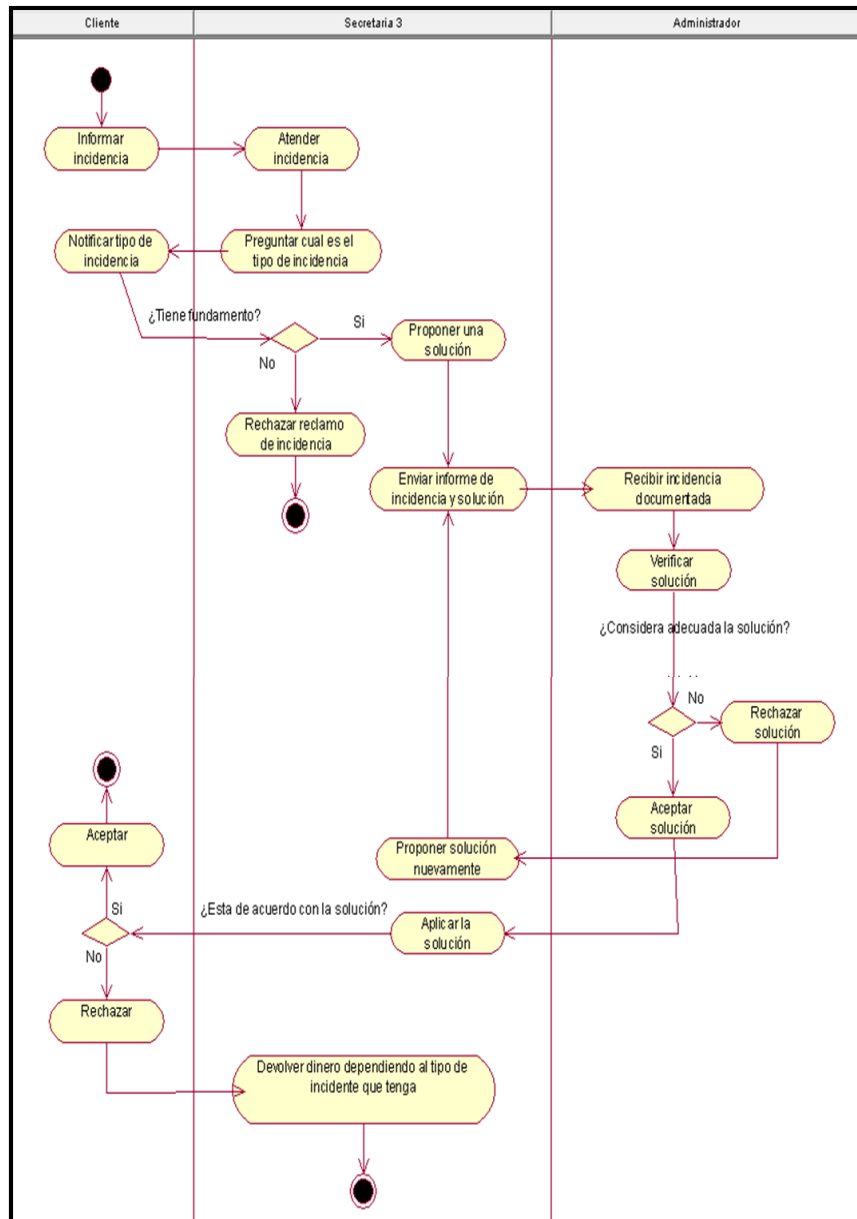 Cliente
Secretaria 3
Administrador
Informar
incidencia
Atender
incidencia
Notificar tipo de
incidencia
Preguntar cual es el
tipo de incidencia
¿Tiene fundamento?
Si
Proponer una
solución
No
Rechazar reclamo
de incidencia
Enviar informe de
incidencia y solución
Recibir incidencia
documentada
Verificar
solución
¿Considera adecuada la solución?
No
Rechazar
solución
Si
Aceptar
solución
Aceptar
Proponer solución
nuevamente
Si
¿Esta de acuerdo con la solución?
Aplicar la
solución
No
Rechazar
Devolver dinero dependiendo al tipo de
incidente que tenga